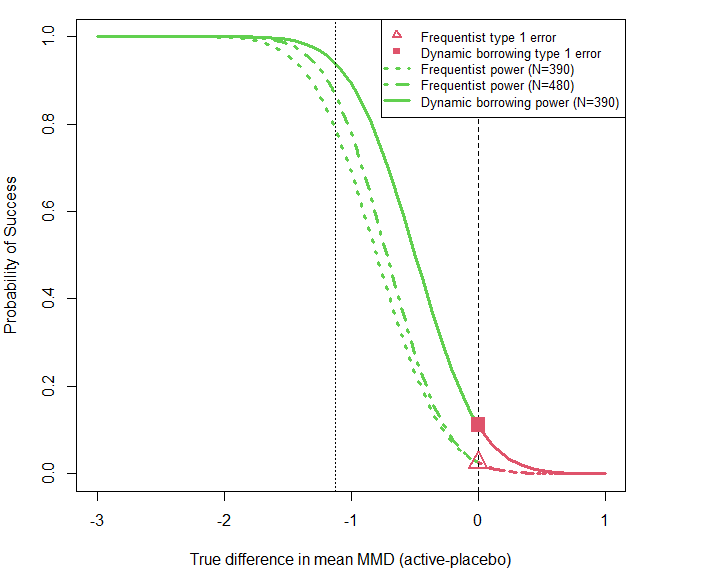 Frequentist type 1 error
Dynamic borrowing type 1 error
Frequentist power (N=390)
Frequentist power (N=480)
Dynamic borrowing power (N=390)
Probability of Success
1.0
0.8
0.6
0.4
0.2
0.0
-3 -2 -1 0 1
True difference in mean MMD (active-placebo)